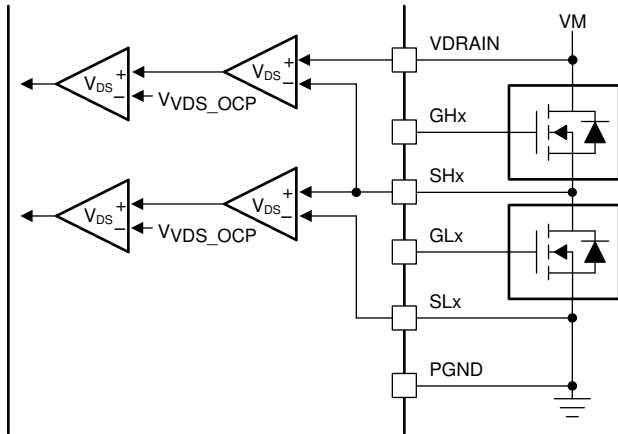 VM
VDRAIN
+
VDS
–
+
VDS
–
VVDS_OCP
GHx
SHx
+
VDS
–
+
VDS
–
VVDS_OCP
GLx
SLx
PGND